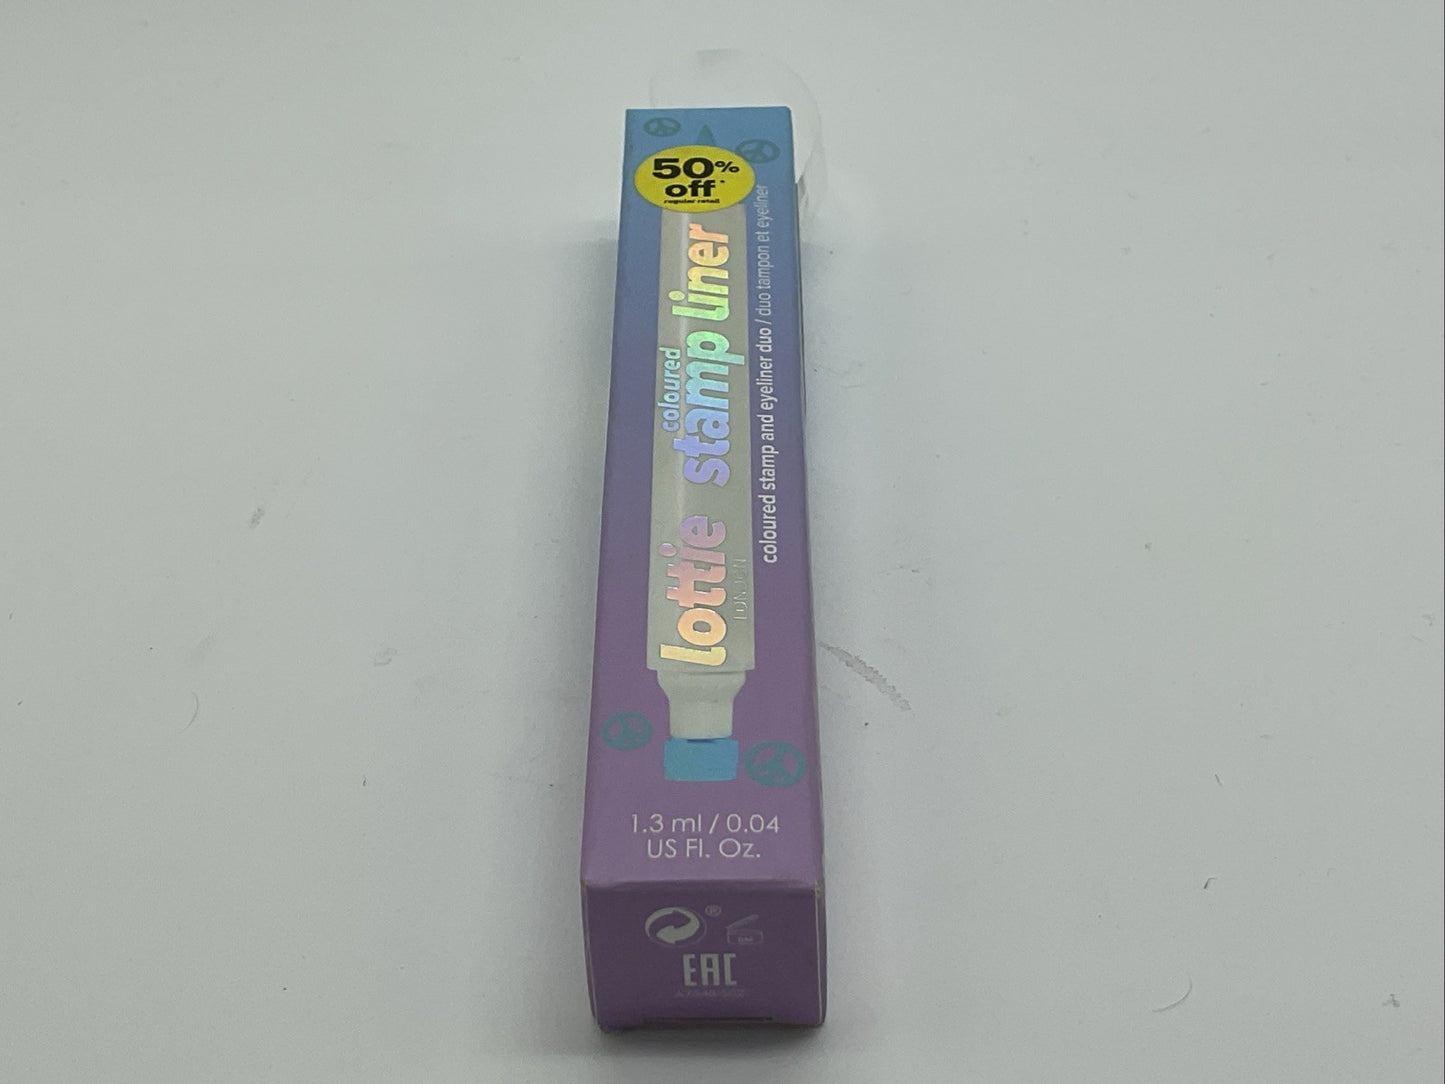 50%
off*
regular retail
lottie
LONDON
coloured
stamp liner
coloured stamp and eyeliner duo / duo tampon et eyeliner
1.3 ml / 0.04
US Fl. Oz.
®
EAC